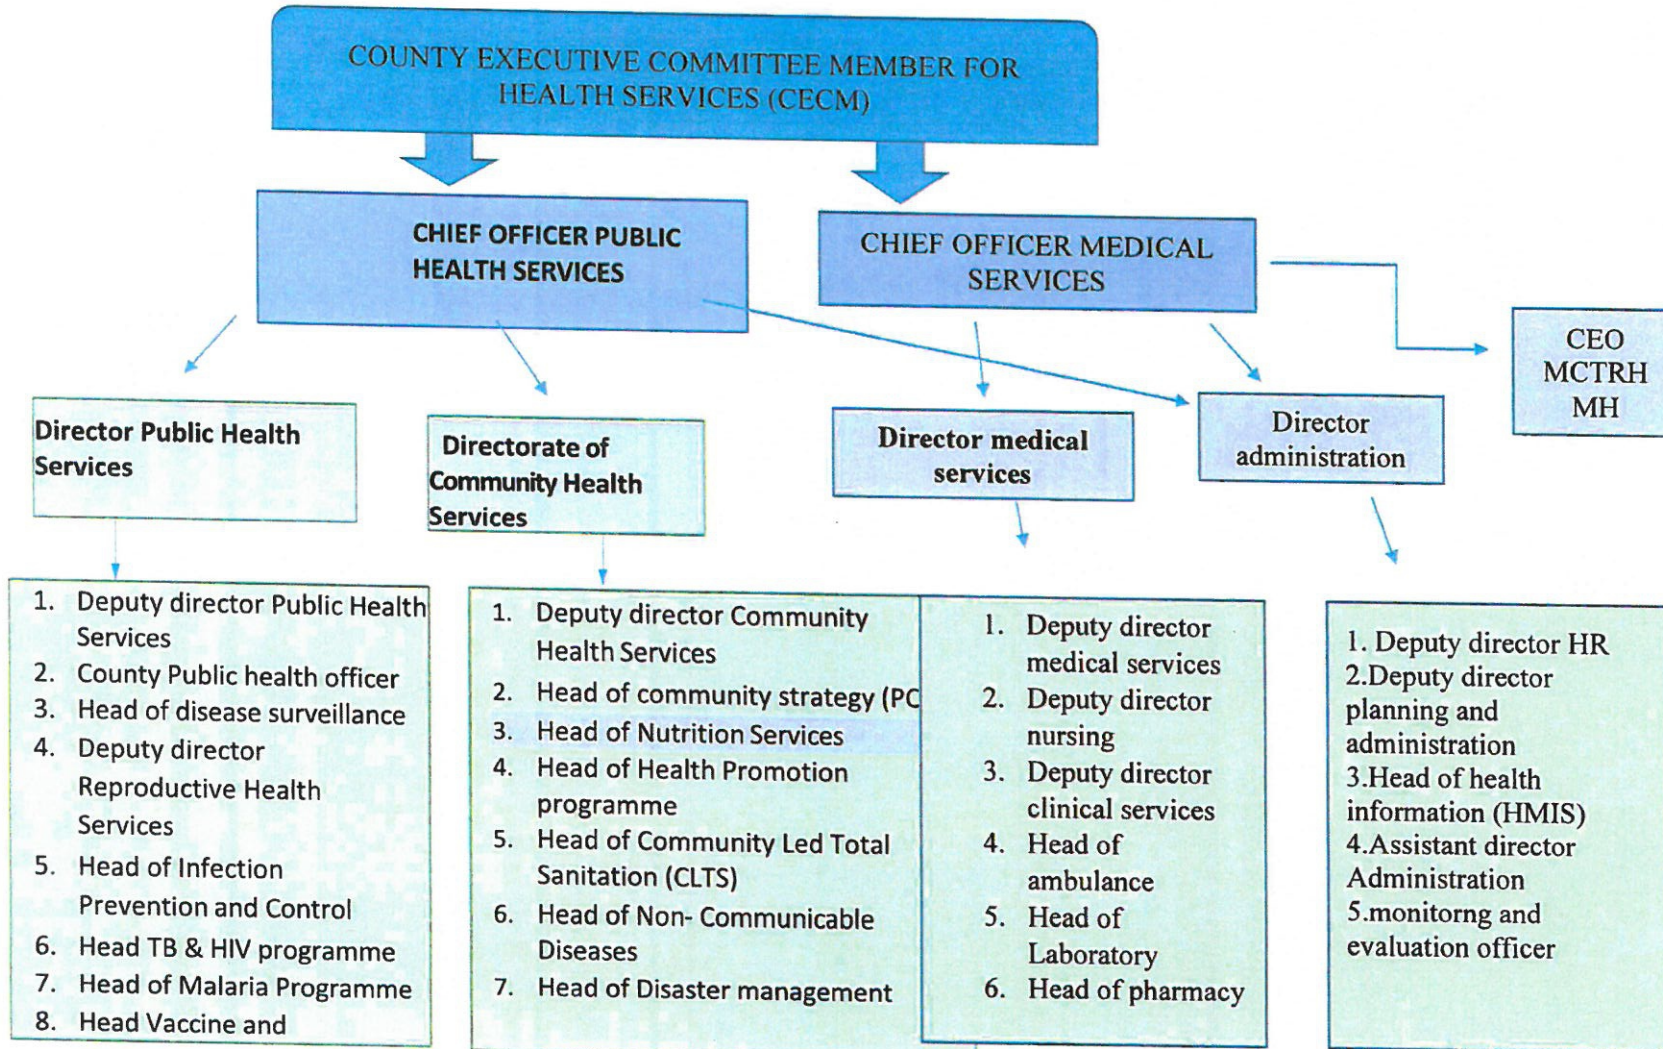 COUNTY EXECUTIVE COMMITTEE MEMBER FOR
HEALTH SERVICES (CECM)
CHIEF OFFICER PUBLIC
HEALTH SERVICES
CHIEF OFFICER MEDICAL
SERVICES
CEO
MCTRH
MH
Director Public Health
Services
Directorate of
Community Health
Services
Director medical
services
Director
administration
1. Deputy director Public Health
Services
2. County Public health officer
3. Head of disease surveillance
4. Deputy director
Reproductive Health
Services
5. Head of Infection
Prevention and Control
6. Head TB & HIV programme
7. Head of Malaria Programme
8. Head Vaccine and
1. Deputy director Community
Health Services
2. Head of community strategy (PC
3. Head of Nutrition Services
4. Head of Health Promotion
programme
5. Head of Community Led Total
Sanitation (CLTS)
6. Head of Non- Communicable
Diseases
7. Head of Disaster management
1. Deputy director
medical services
2. Deputy director
nursing
3. Deputy director
clinical services
4. Head of
ambulance
5. Head of
Laboratory
6. Head of pharmacy
1. Deputy director HR
2.Deputy director
planning and
administration
3.Head of health
information (HMIS)
4.Assistant director
Administration
5.monitorng and
evaluation officer